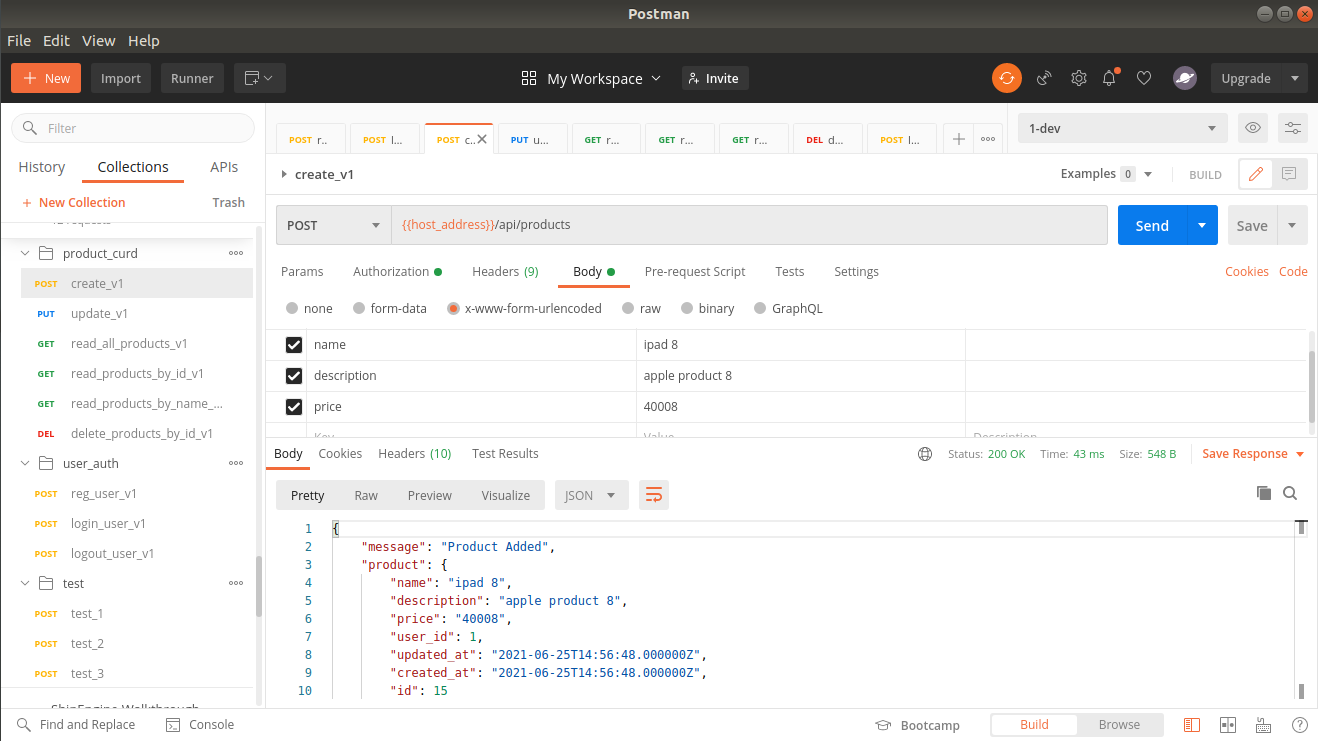 Postman
File Edit View Help
+ New Import Runner My Workspace Invite Upgrade
Filter
History Collections APIs
+ New Collection Trash
product_curd
POST create_v1
PUT update_v1
GET read_all_products_v1
GET read_products_by_id_v1
GET read_products_by_name_...
DEL delete_products_by_id_v1
user_auth
POST reg_user_v1
POST login_user_v1
POST logout_user_v1
test
POST test_1
POST test_2
POST test_3
POST r.. POST l... POST c.. PUT u... GET r... GET r... GET r... DEL d... POST l...
1-dev
create_v1 Examples 0 BUILD
POST {{host_address}}/api/products Send Save
Params Authorization Headers (9) Body Pre-request Script Tests Settings Cookies Code
none form-data x-www-form-urlencoded raw binary GraphQL
name ipad 8
description apple product 8
price 40008
Key Value Description
Body Cookies Headers (10) Test Results Status: 200 OK Time: 43 ms Size: 548 B Save Response
Pretty Raw Preview Visualize JSON
1 {
2 "message": "Product Added",
3 "product": {
4 "name": "ipad 8",
5 "description": "apple product 8",
6 "price": "40008",
7 "user_id": 1,
8 "updated_at": "2021-06-25T14:56:48.000000Z",
9 "created_at": "2021-06-25T14:56:48.000000Z",
10 "id": 15
Find and Replace Console Bootcamp Build Browse